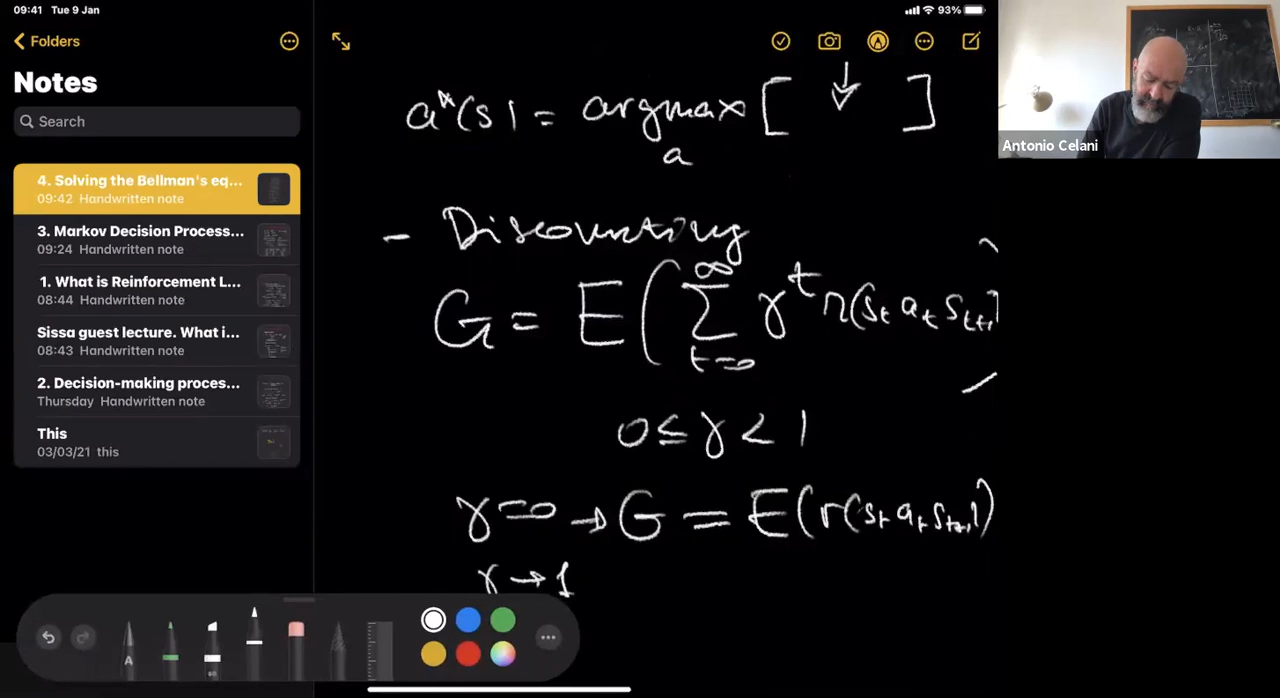 09:41 Tue 9 Jan
93%
Folders
Notes
Search
4. Solving the Bellman's eq...
09:42 Handwritten note
3. Markov Decision Process...
09:24 Handwritten note
1. What is Reinforcement L...
08:44 Handwritten note
Sissa guest lecture. What i...
08:43 Handwritten note
2. Decision-making proces...
Thursday Handwritten note
This
03/03/21 this
a*(s) = argmax [ ↓ ]
a
- Discounting
G = E( ∑ γ^t r(s_t a_t s_{t+1})
∞
t=0
0 ≤ γ < 1
γ=0 → G = E(r(s_t a_t s_{t+1})
γ → 1
Antonio Celani
A
80